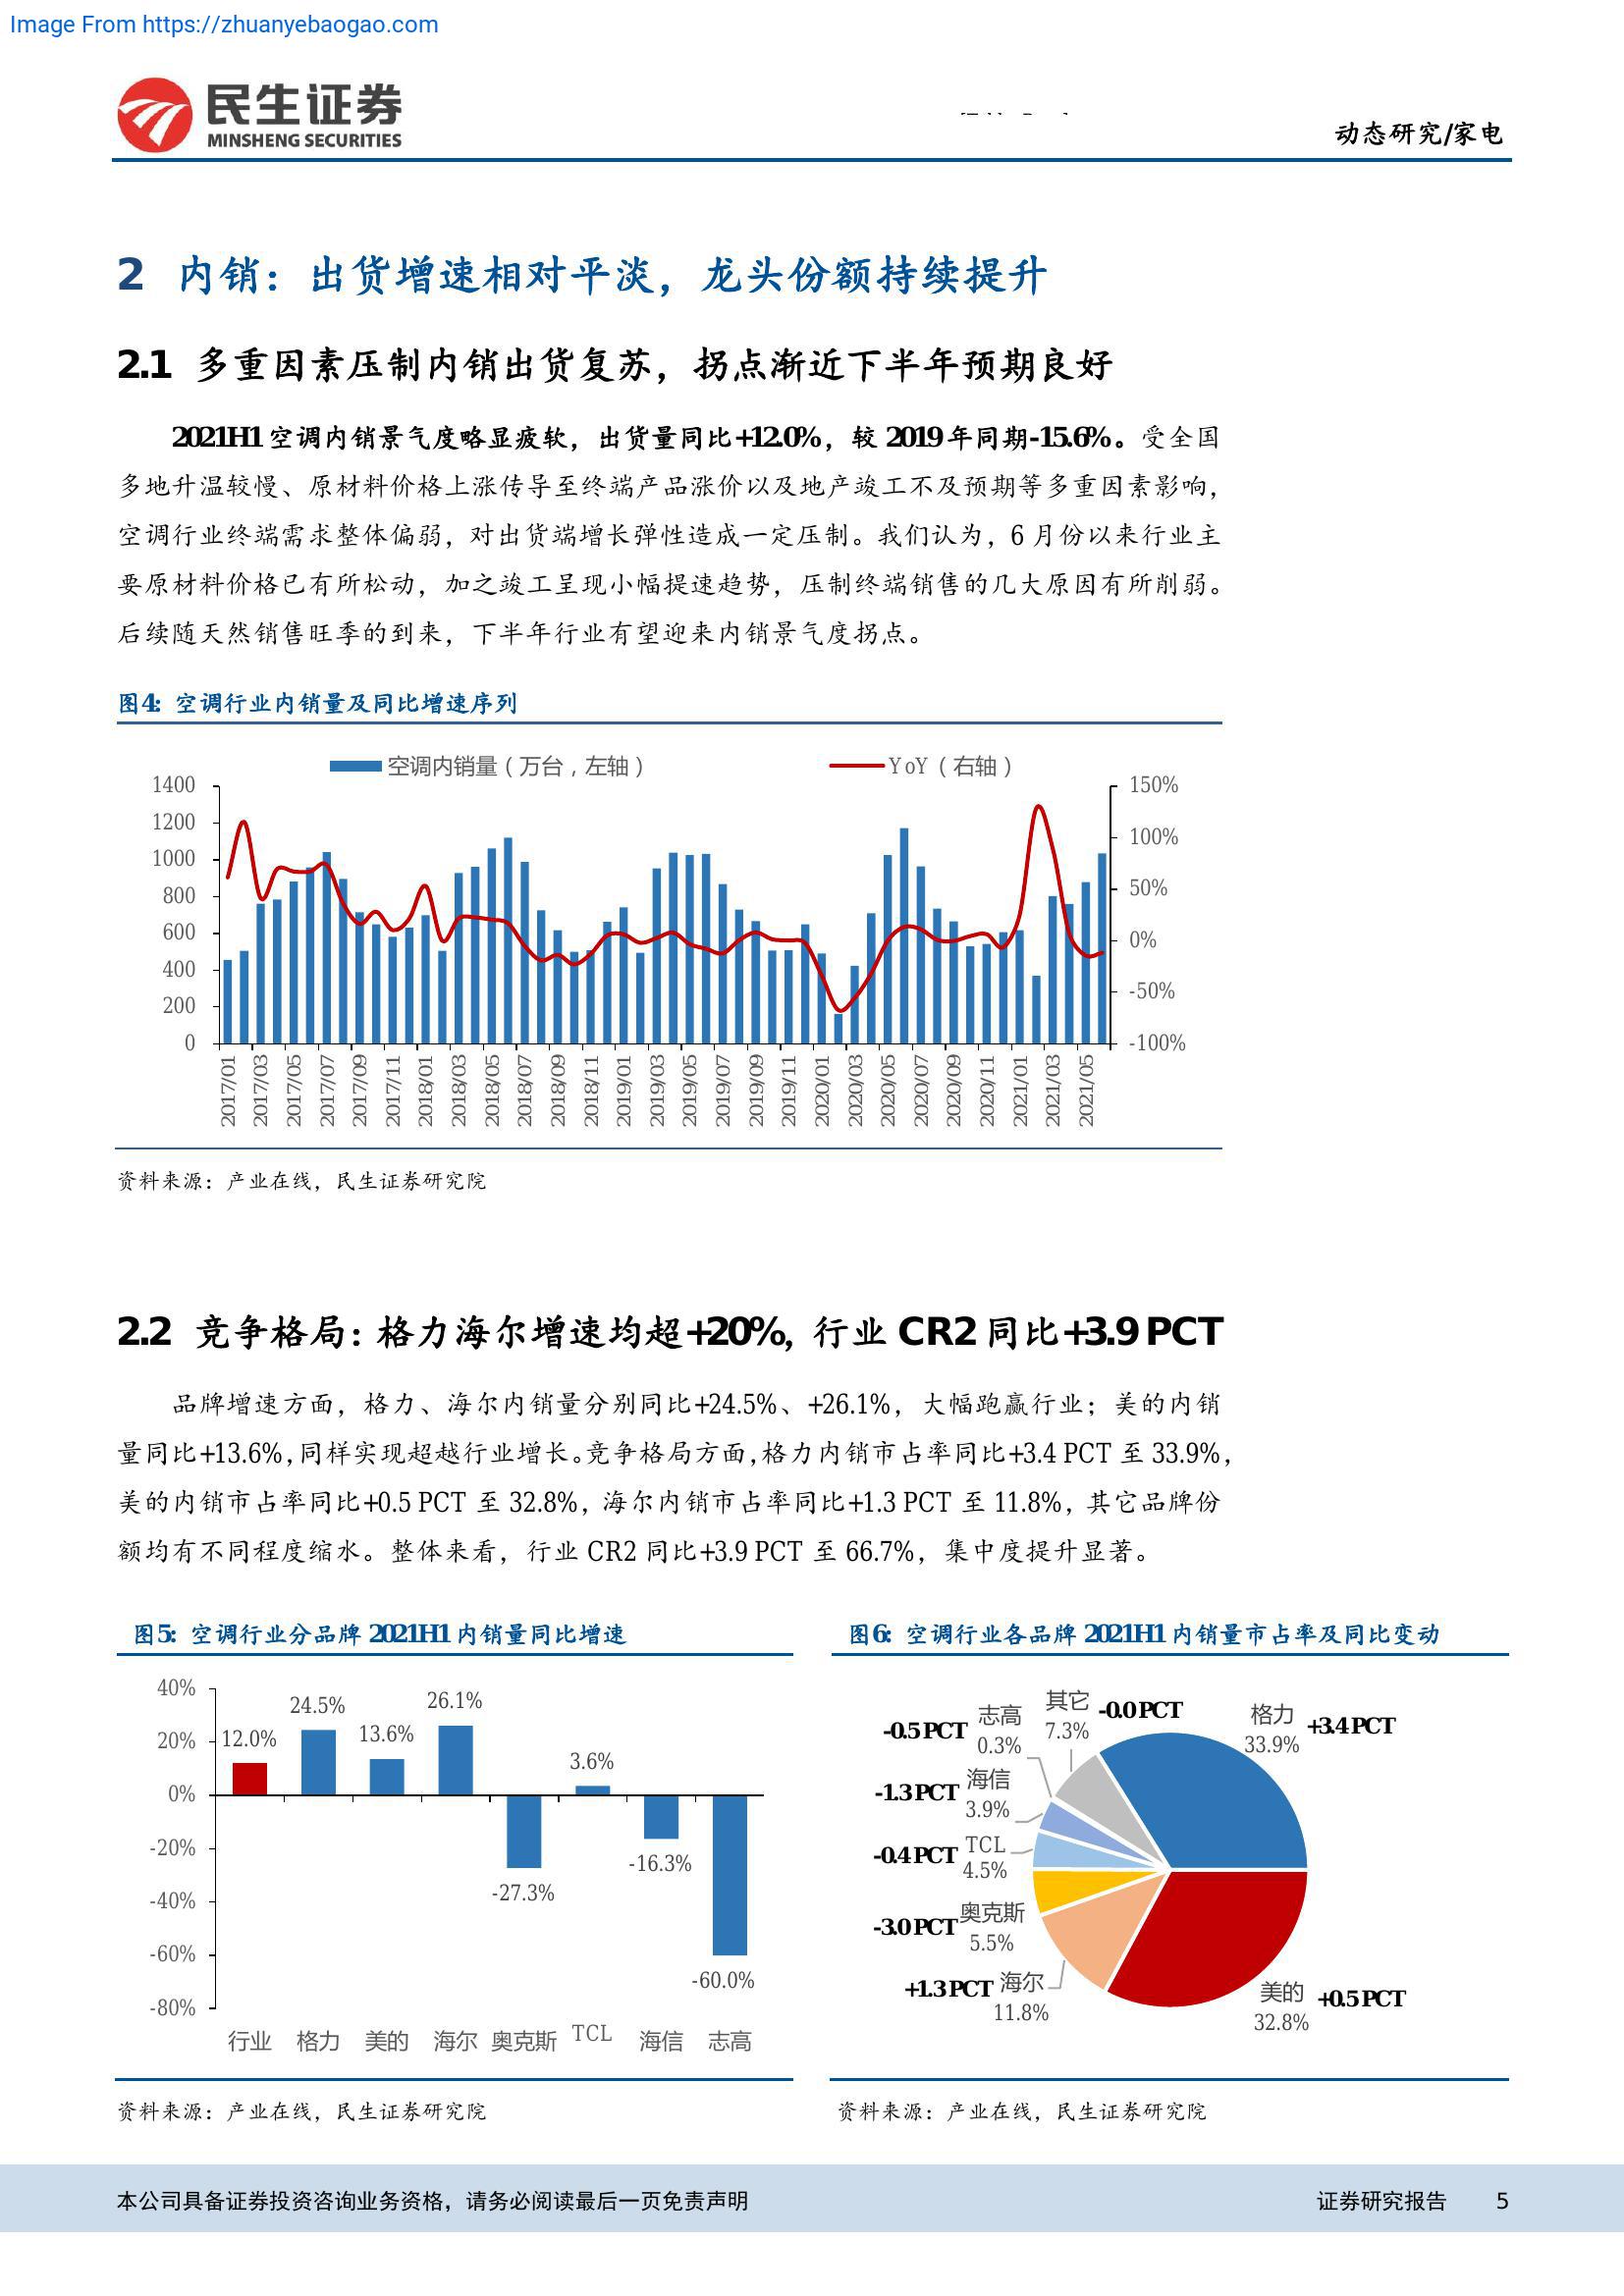 Image From https://zhuanyebaogao.com
民生证券
MINSHENG SECURITIES
动态研究/家电
2 内销：出货增速相对平淡，龙头份额持续提升
2.1 多重因素压制内销出货复苏，拐点渐近下半年预期良好
2021H1 空调内销景气度略显疲软，出货量同比+12.0%，较 2019 年同期-15.6%。受全国
多地升温较慢、原材料价格上涨传导至终端产品涨价以及地产竣工不及预期等多重因素影响，
空调行业终端需求整体偏弱，对出货端增长弹性造成一定压制。我们认为，6 月份以来行业主
要原材料价格已有所松动，加之竣工呈现小幅提速趋势，压制终端销售的几大原因有所削弱。
后续随天然销售旺季的到来，下半年行业有望迎来内销景气度拐点。
图4：空调行业内销量及同比增速序列
空调内销量（万台，左轴） YoY（右轴）
1400 150%
1200
1000 100%
800 50%
600 0%
400 -50%
200
0 -100%
2017/01 2017/03 2017/05 2017/07 2017/09 2017/11 2018/01 2018/03 2018/05 2018/07 2018/09 2018/11 2019/01 2019/03 2019/05 2019/07 2019/09 2019/11 2020/01 2020/03 2020/05 2020/07 2020/09 2020/11 2021/01 2021/03 2021/05
资料来源：产业在线，民生证券研究院
2.2 竞争格局：格力海尔增速均超+20%，行业 CR2 同比+3.9 PCT
品牌增速方面，格力、海尔内销量分别同比+24.5%、+26.1%，大幅跑赢行业；美的内销
量同比+13.6%，同样实现超越行业增长。竞争格局方面，格力内销市占率同比+3.4 PCT 至 33.9%，
美的内销市占率同比+0.5 PCT 至 32.8%，海尔内销市占率同比+1.3 PCT 至 11.8%，其它品牌份
额均有不同程度缩水。整体来看，行业 CR2 同比+3.9 PCT 至 66.7%，集中度提升显著。
图5：空调行业分品牌 2021H1 内销量同比增速
40%
20%
0%
-20%
-40%
-60%
-80%
12.0% 24.5% 13.6% 26.1% -27.3% 3.6% -16.3% -60.0%
行业 格力 美的 海尔 奥克斯 TCL 海信 志高
资料来源：产业在线，民生证券研究院
图6：空调行业各品牌 2021H1 内销量市占率及同比变动
其它 7.3% -0.0 PCT
格力 33.9% +3.4 PCT
-0.5 PCT 志高 0.3%
-1.3 PCT 海信 3.9%
-0.4 PCT TCL 4.5%
-3.0 PCT 奥克斯 5.5%
+1.3 PCT 海尔 11.8%
美的 32.8% +0.5 PCT
资料来源：产业在线，民生证券研究院
本公司具备证券投资咨询业务资格，请务必阅读最后一页免责声明
证券研究报告 5